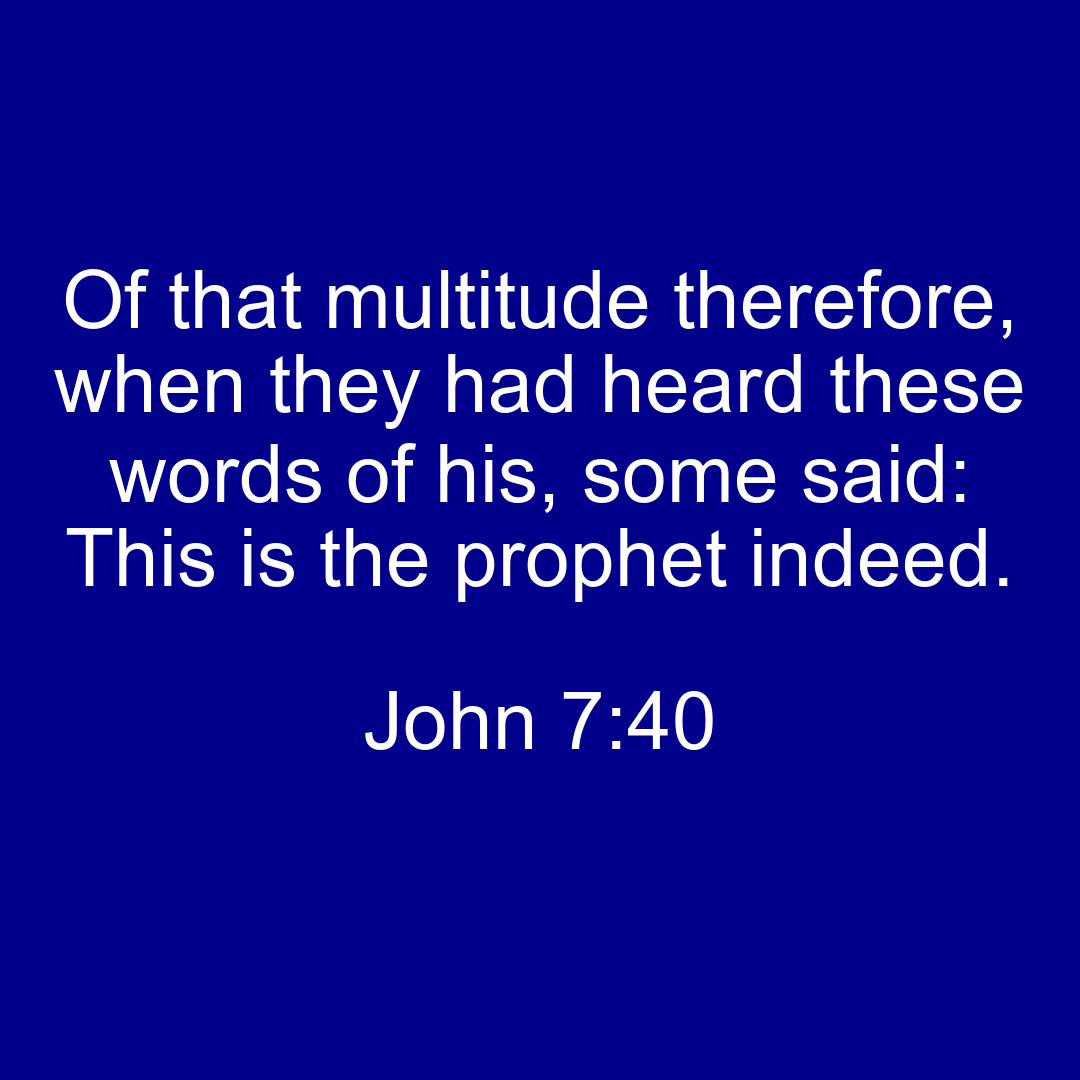 Of that multitude therefore,
when they had heard these
words of his, some said:
This is the prophet indeed.
John 7:40